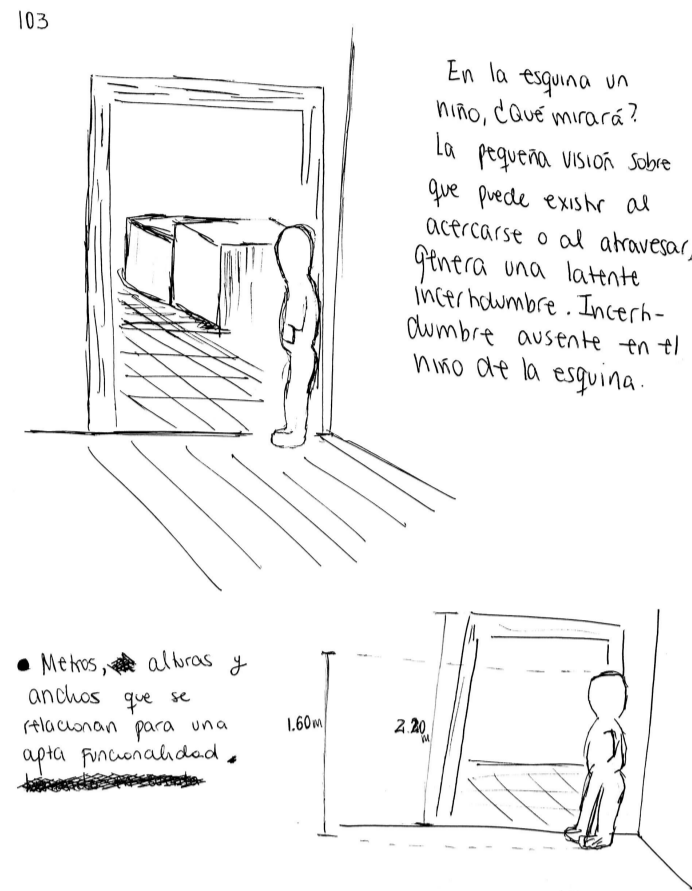 103
En la esquina un
niño, ¿Qué mirará?
La pequeña visión sobre
que puede existir al
acercarse o al atravesar,
genera una latente
incertidumbre. Incerti-
dumbre ausente en el
niño de la esquina.
• Metros, alturas y
anchos que se
relacionan para una
apta funcionalidad.
1.60m
2.20 m